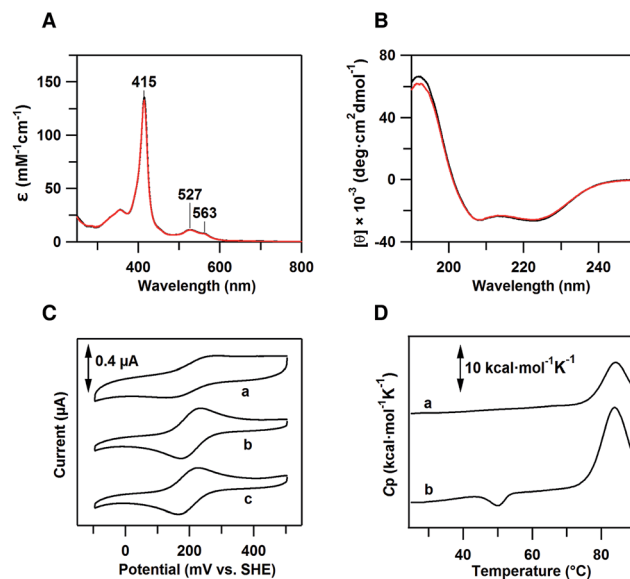 A
ε (mM⁻¹cm⁻¹)
150
100
50
0
415
527
563
400
600
800
Wavelength (nm)
B
[θ] × 10⁻³ (deg·cm²dmol⁻¹)
80
40
0
-40
200
220
240
Wavelength (nm)
C
0.4 µA
a
b
c
Current (µA)
0
200
400
Potential (mV vs. SHE)
D
10 kcal·mol⁻¹K⁻¹
a
b
Cp (kcal·mol⁻¹K⁻¹)
40
60
80
Temperature (°C)